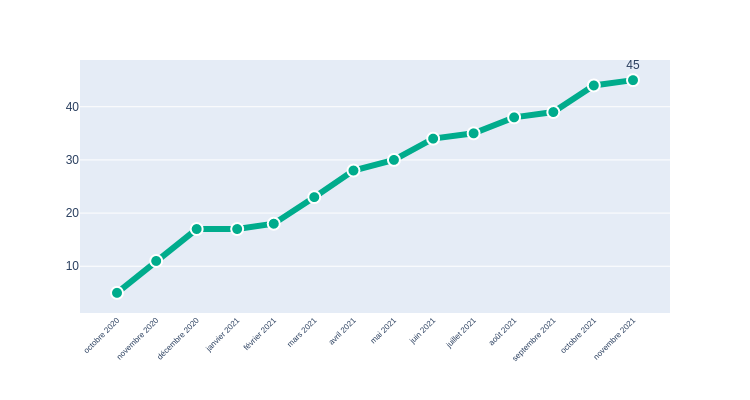 45
40
30
20
10
octobre 2020
novembre 2020
décembre 2020
janvier 2021
février 2021
mars 2021
avril 2021
mai 2021
juin 2021
juillet 2021
août 2021
septembre 2021
octobre 2021
novembre 2021